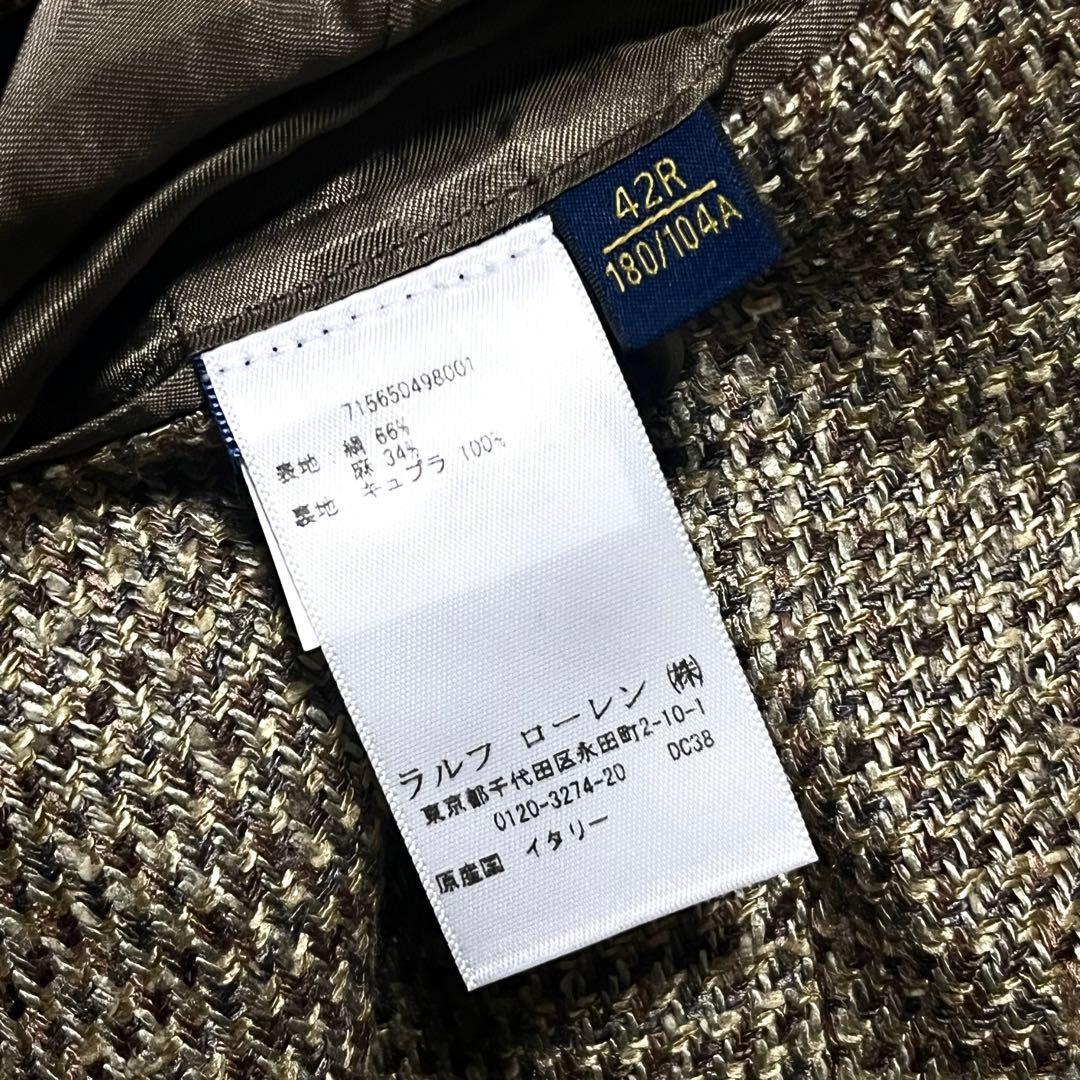 42R
180/104A
715650498001
表地 絹 66%
麻 34%
裏地 キュプラ 100%
ラルフ ローレン ㈱
東京都千代田区永田町2-10-1
0120-3274-20 DC38
原産国 イタリー